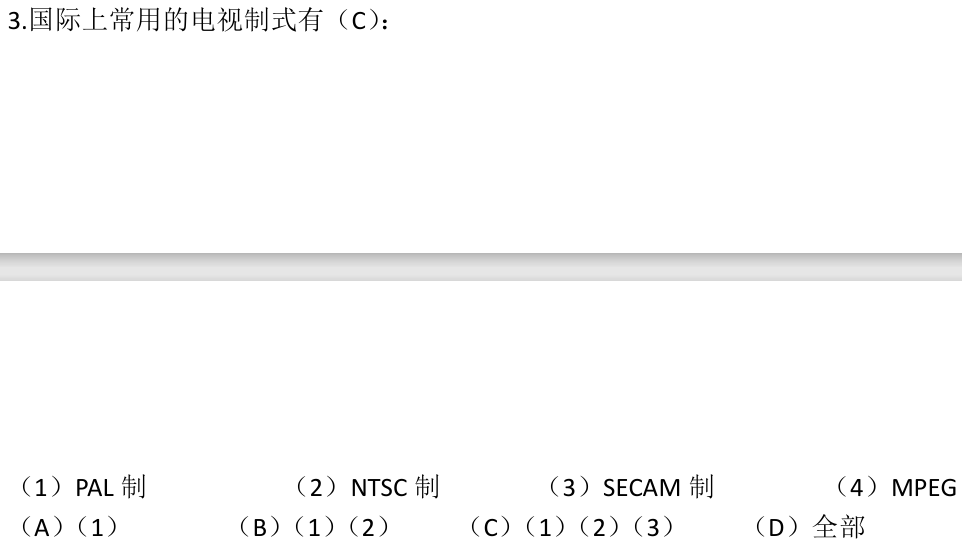 3.国际上常用的电视制式有（C）：
（1）PAL 制 （2）NTSC 制 （3）SECAM 制 （4）MPEG
（A）（1） （B）（1）（2） （C）（1）（2）（3） （D）全部